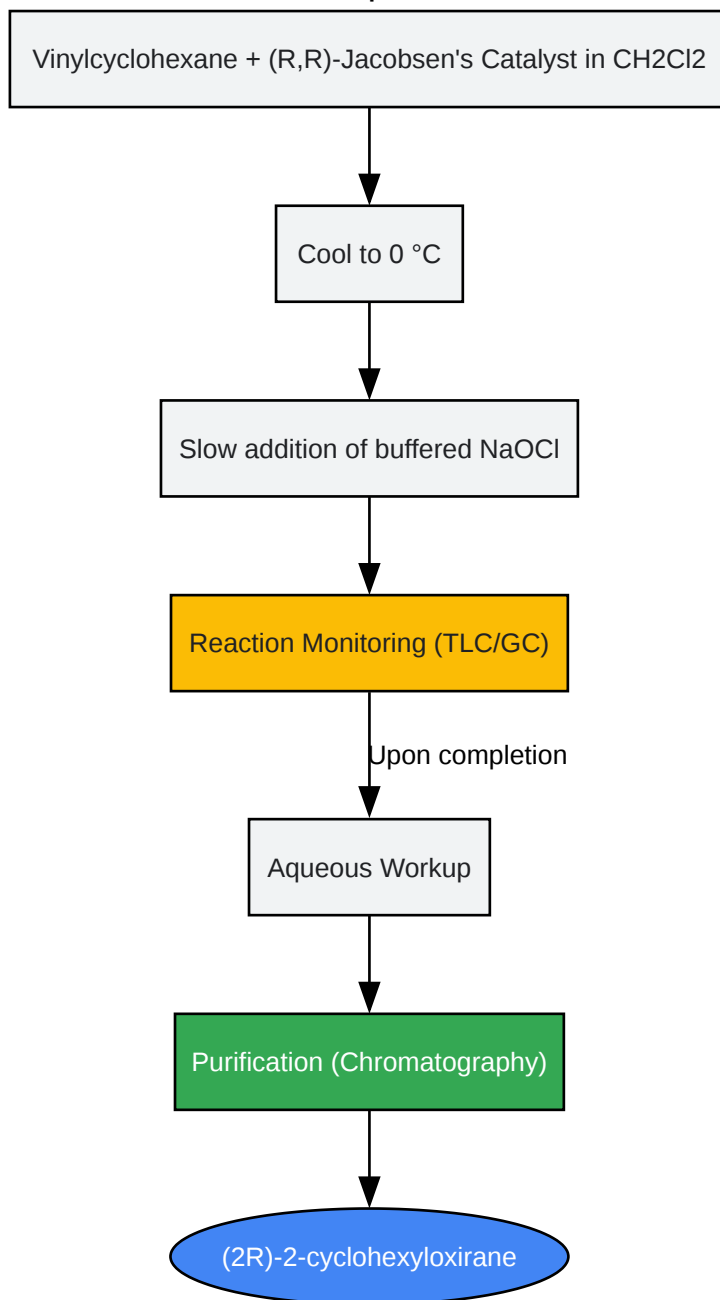 Vinylcyclohexane + (R,R)-Jacobsen's Catalyst in CH2Cl2
Cool to 0 °C
Slow addition of buffered NaOCl
Reaction Monitoring (TLC/GC)
Upon completion
Aqueous Workup
Purification (Chromatography)
(2R)-2-cyclohexyloxirane